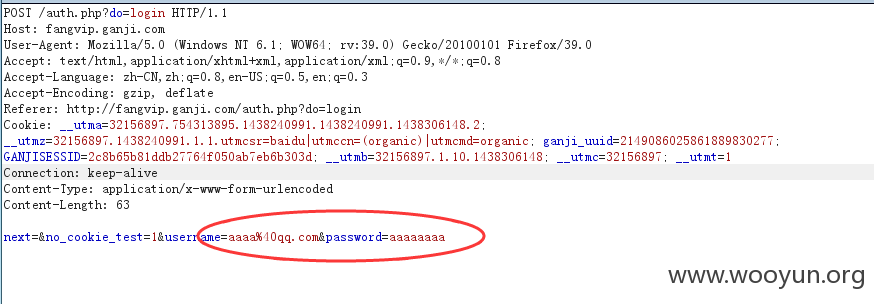 POST /auth.php?do=login HTTP/1.1
Host: fangvip.ganji.com
User-Agent: Mozilla/5.0 (Windows NT 6.1; WOW64; rv:39.0) Gecko/20100101 Firefox/39.0
Accept: text/html,application/xhtml+xml,application/xml;q=0.9,*/*;q=0.8
Accept-Language: zh-CN,zh;q=0.8,en-US;q=0.5,en;q=0.3
Accept-Encoding: gzip, deflate
Referer: http://fangvip.ganji.com/auth.php?do=login
Cookie: __utma=32156897.754313895.1438240991.1438240991.1438306148.2;
__utmz=32156897.1438240991.1.1.utmcsr=baidu|utmccn=(organic)|utmcmd=organic; ganji_uuid=2149086025861889830277;
GANJISESSID=2c8b65b81ddb27764f050ab7eb6b303d; __utmb=32156897.1.10.1438306148; __utmc=32156897; __utmt=1
Connection: keep-alive
Content-Type: application/x-www-form-urlencoded
Content-Length: 63
next=&no_cookie_test=1&username=aaaa%40qq.com&password=aaaaaaaa
www.wooyun.org